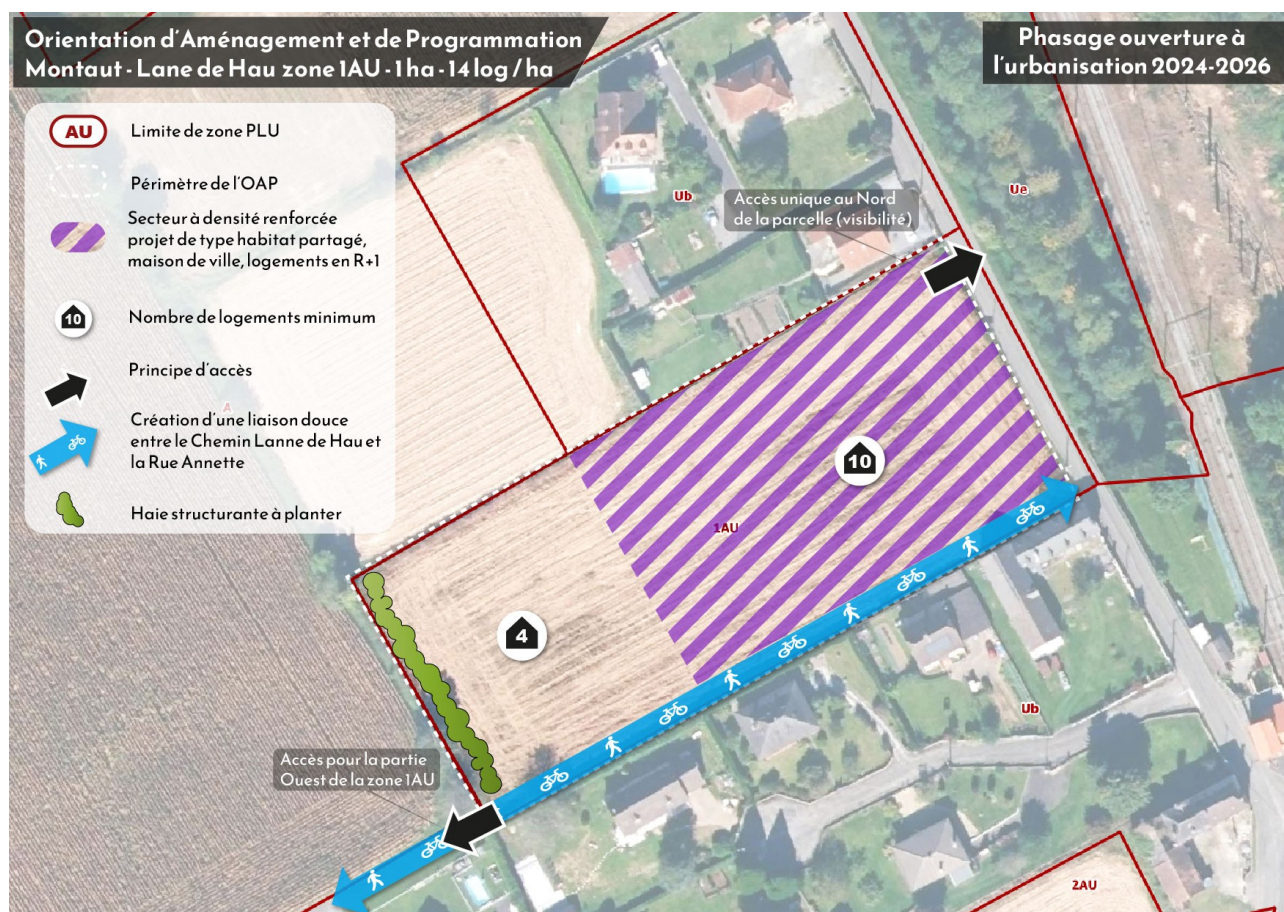 Orientation d'Aménagement et de Programmation
Montaut - Lane de Hau zone 1AU - 1 ha - 14 log / ha
Phasage ouverture à
l'urbanisation 2024-2026
AU
Limite de zone PLU
Périmètre de l'OAP
Secteur à densité renforcée
projet de type habitat partagé,
maison de ville, logements en R+1
10
Nombre de logements minimum
Principe d'accès
A
Création d'une liaison douce
entre le Chemin Lanne de Hau et
la Rue Annette
Haie structurante à planter
Ub
Ue
Accès unique au Nord
de la parcelle (visibilité)
10
1AU
4
Ub
Accès pour la partie
Ouest de la zone 1AU
2AU